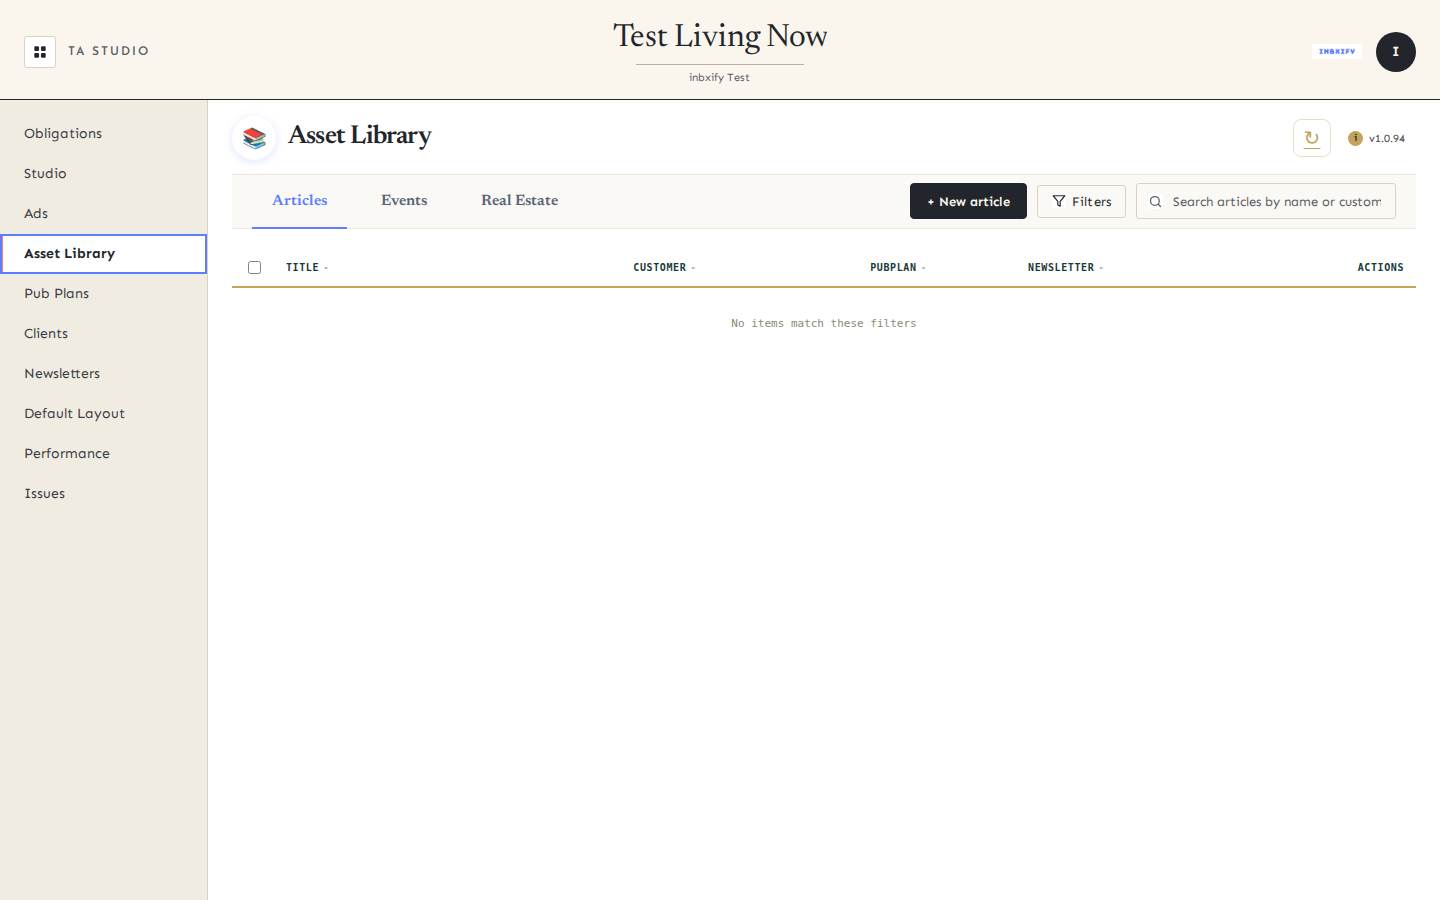 TA STUDIO
Test Living Now
inbxify Test
INBXIFY
I
Obligations
Studio
Ads
Asset Library
Pub Plans
Clients
Newsletters
Default Layout
Performance
Issues
Asset Library
v1.0.94
Articles
Events
Real Estate
+ New article
Filters
Search articles by name or custom
TITLE
CUSTOMER
PUBPLAN
NEWSLETTER
ACTIONS
No items match these filters